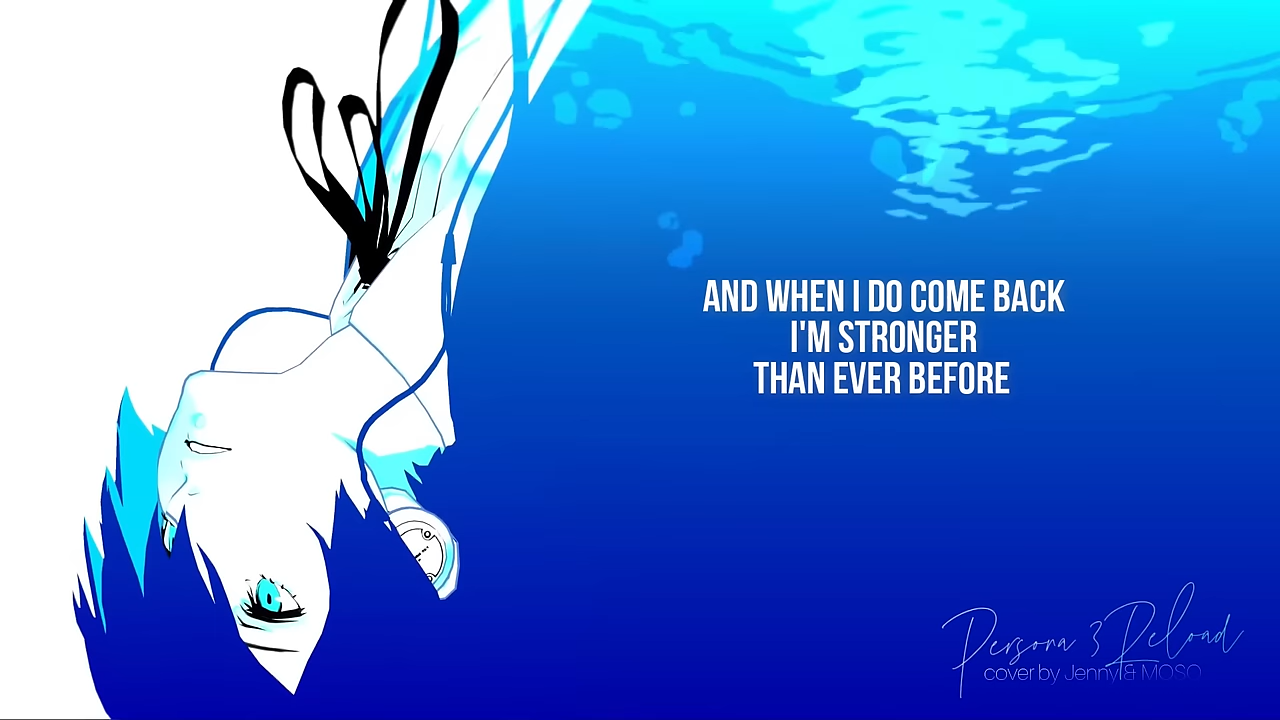 AND WHEN I DO COME BACK
I'M STRONGER
THAN EVER BEFORE
Persona 3 Reload
cover by Jenny & MOSO